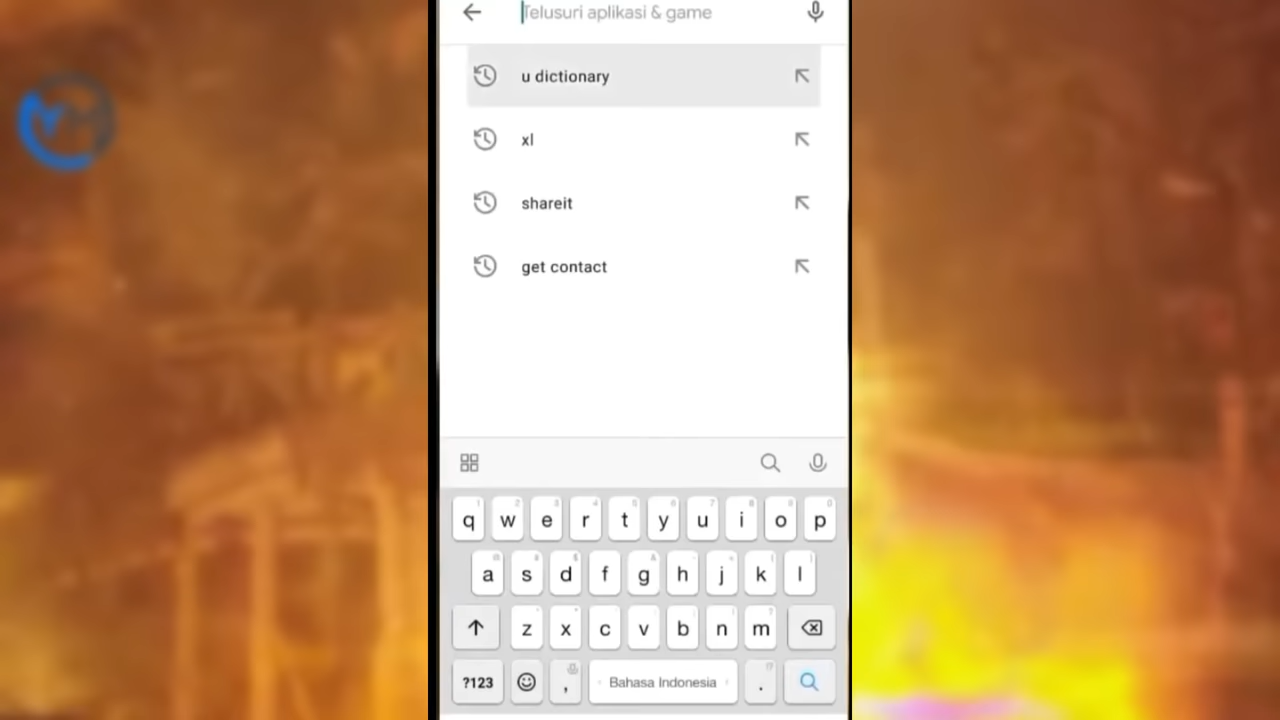 Telusuri aplikasi & game
u dictionary
xl
shareit
get contact
q w e r t y u i o p
a s d f g h j k l
z x c v b n m
?123 , Bahasa Indonesia .